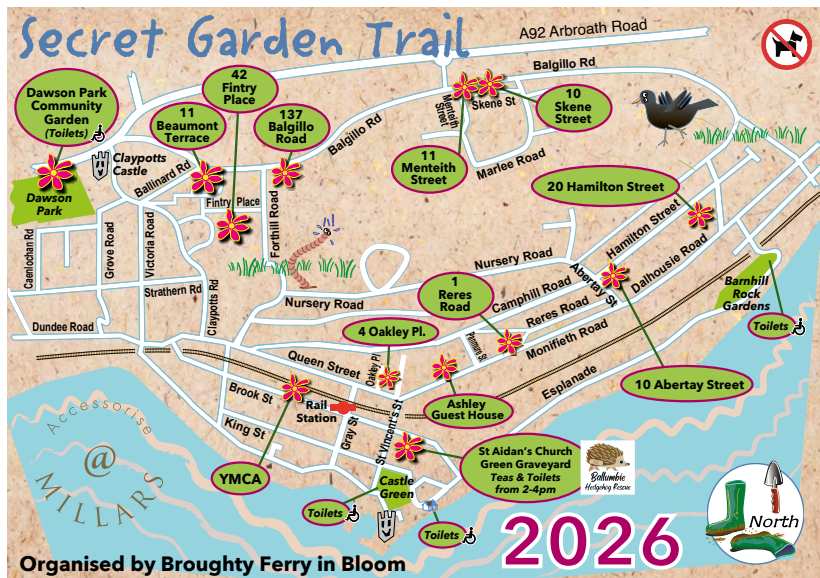 Secret Garden Trail
A92 Arbroath Road
Balgillo Rd
Dawson Park
Community
Garden
(Toilets)
42
Fintry
Place
11
Beaumont
Terrace
137
Balgillo
Road
Balgillo Rd
Menteith
Street
Skene St
10
Skene
Street
11
Menteith
Street
Marlee Road
Claypotts
Castle
Ballinard Rd
Dawson
Park
Fintry Place
20 Hamilton Street
Caenlochan Rd
Grove Road
Victoria Road
Claypotts Rd
Forthill Road
Strathern Rd
Dundee Road
Nursery Road
Nursery Road
Hamilton Street
Dalhousie Road
Abertay St
Camphill Road
Reres Road
Monifieth Road
1
Reres
Road
Barnhill
Rock
Gardens
Toilets
4 Oakley Pl.
Oakley Pl
Queen Street
Esplanade
10 Abertay Street
Ashley
Guest House
Brook St
King St
Rail
Station
Gray St
St Vincent's St
Accessorise
@
MILLARS
YMCA
St Aidan's Church
Green Graveyard
Teas & Toilets
from 2-4pm
Ballumbie
Hedgehog Rescue
Castle
Green
Toilets
Toilets
2026
North
Organised by Broughty Ferry in Bloom